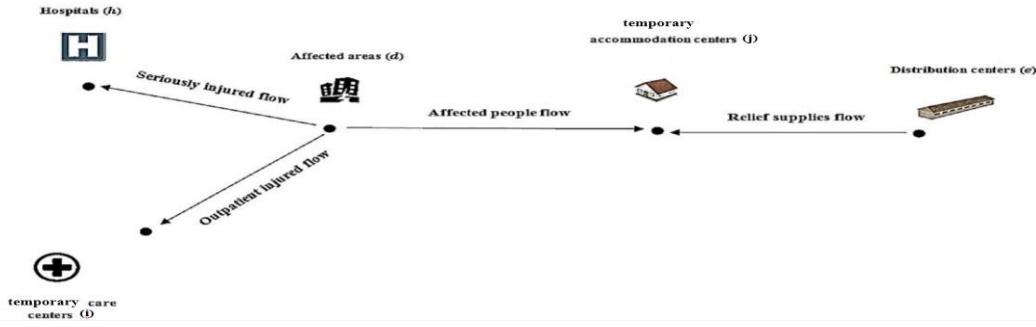 Hospitals (h)
H
Seriously injured flow
Affected areas (d)
temporary
accommodation centers (j)
Distribution centers (e)
Affected people flow
Relief supplies flow
Outpatient injured flow
temporary care
centers (i)